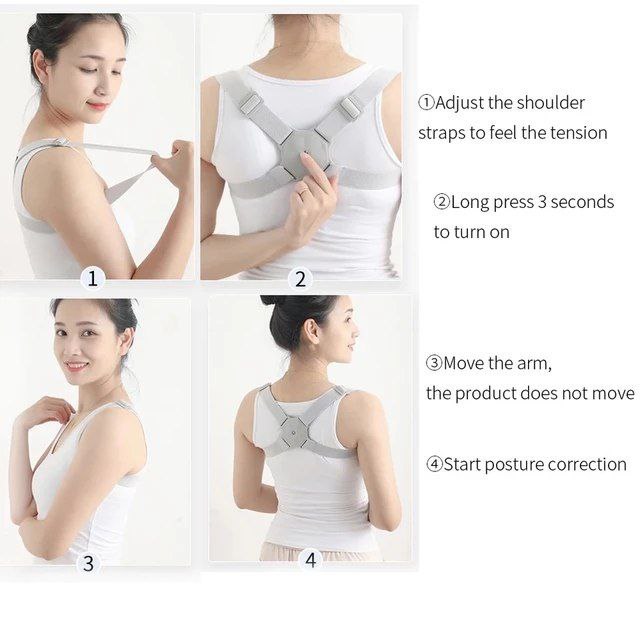 ①Adjust the shoulder
straps to feel the tension
②Long press 3 seconds
to turn on
1
2
③Move the arm,
the product does not move
④Start posture correction
3
4